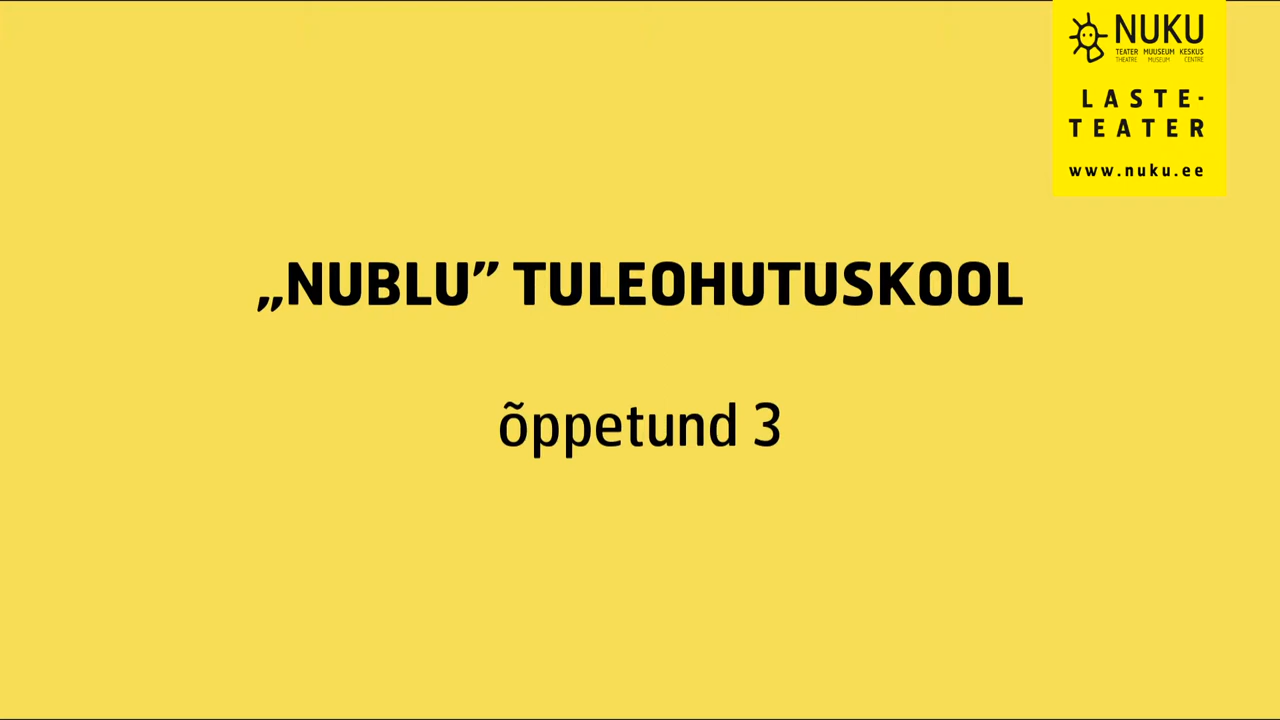 NUKU
TEATER MUUSEUM KESKUS
THEATRE MUSEUM CENTRE
LASTE-
TEATER
www.nuku.ee
„NUBLU” TULEOHUTUSKOOL
õppetund 3